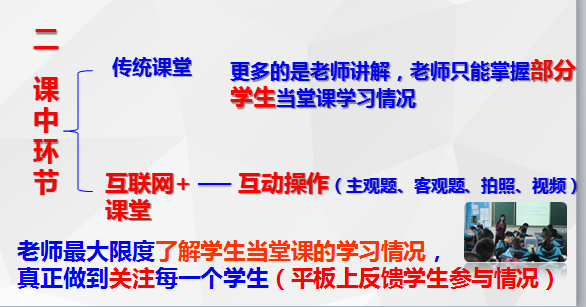 二 课中环节
传统课堂
更多的是老师讲解，老师只能掌握部分
学生当堂课学习情况
互联网+ —— 互动操作（主观题、客观题、拍照、视频）
课堂
老师最大限度了解学生当堂课的学习情况，
真正做到关注每一个学生（平板上反馈学生参与情况）